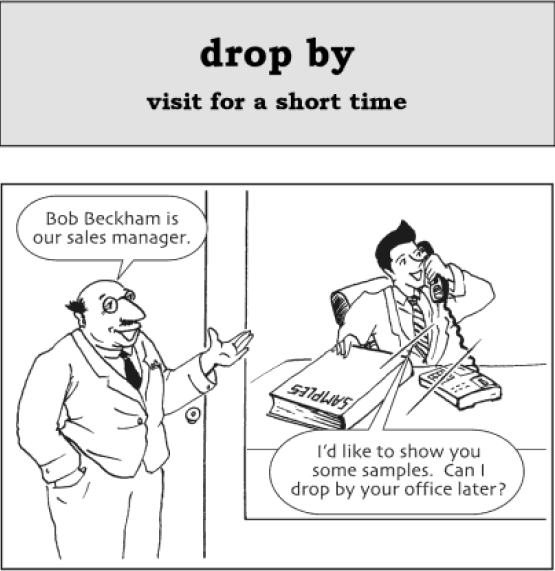 drop by
visit for a short time
Bob Beckham is
our sales manager.
SAMPLES
I'd like to show you
some samples. Can I
drop by your office later?